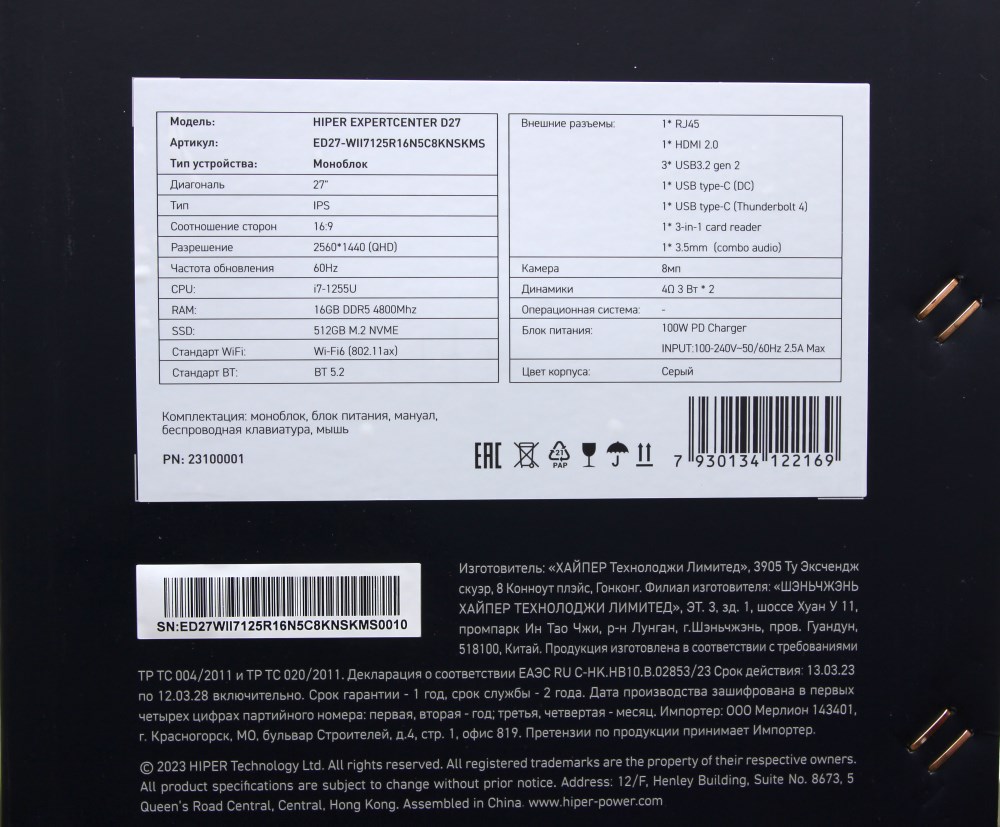 Модель: HIPER EXPERTCENTER D27
Артикул: ED27-WII7125R16N5C8KNSKMS
Тип устройства: Моноблок
Диагональ 27"
Тип IPS
Соотношение сторон 16:9
Разрешение 2560*1440 (QHD)
Частота обновления 60Hz
CPU: i7-1255U
RAM: 16GB DDR5 4800Mhz
SSD: 512GB M.2 NVME
Стандарт WiFi: Wi-Fi6 (802.11ax)
Стандарт BT: BT 5.2
Внешние разъемы: 1* RJ45
1* HDMI 2.0
3* USB3.2 gen 2
1* USB type-C (DC)
1* USB type-C (Thunderbolt 4)
1* 3-in-1 card reader
1* 3.5mm (combo audio)
Камера 8мп
Динамики 4Ω 3 Вт * 2
Операционная система: -
Блок питания: 100W PD Charger
INPUT:100-240V~50/60Hz 2.5A Max
Цвет корпуса: Серый
Комплектация: моноблок, блок питания, мануал,
беспроводная клавиатура, мышь
PN: 23100001
EAC
21
PAP
7 930134 122169
SN:ED27WII7125R16N5C8KNSKMS0010
Изготовитель: «ХАЙПЕР Технолоджи Лимитед», 3905 Ту Эксчендж
скуэр, 8 Конноут плэйс, Гонконг. Филиал изготовителя: «ШЭНЬЧЖЭНЬ
ХАЙПЕР ТЕХНОЛОДЖИ ЛИМИТЕД», ЭТ. 3, зд. 1, шоссе Хуан У 11,
промпарк Ин Тао Чжи, р-н Лунган, г.Шэньчжэнь, пров. Гуандун,
518100, Китай. Продукция изготовлена в соответствии с требованиями
ТР ТС 004/2011 и ТР ТС 020/2011. Декларация о соответствии ЕАЭС RU С-HK.НВ10.В.02853/23 Срок действия: 13.03.23
по 12.03.28 включительно. Срок гарантии - 1 год, срок службы - 2 года. Дата производства зашифрована в первых
четырех цифрах партийного номера: первая, вторая - год; третья, четвертая - месяц. Импортер: ООО Мерлион 143401,
г. Красногорск, МО, бульвар Строителей, д.4, стр. 1, офис 819. Претензии по продукции принимает Импортер.
© 2023 HIPER Technology Ltd. All rights reserved. All registered trademarks are the property of their respective owners.
All product specifications are subject to change without prior notice. Address: 12/F, Henley Building, Suite No. 8673, 5
Queen's Road Central, Central, Hong Kong. Assembled in China. www.hiper-power.com